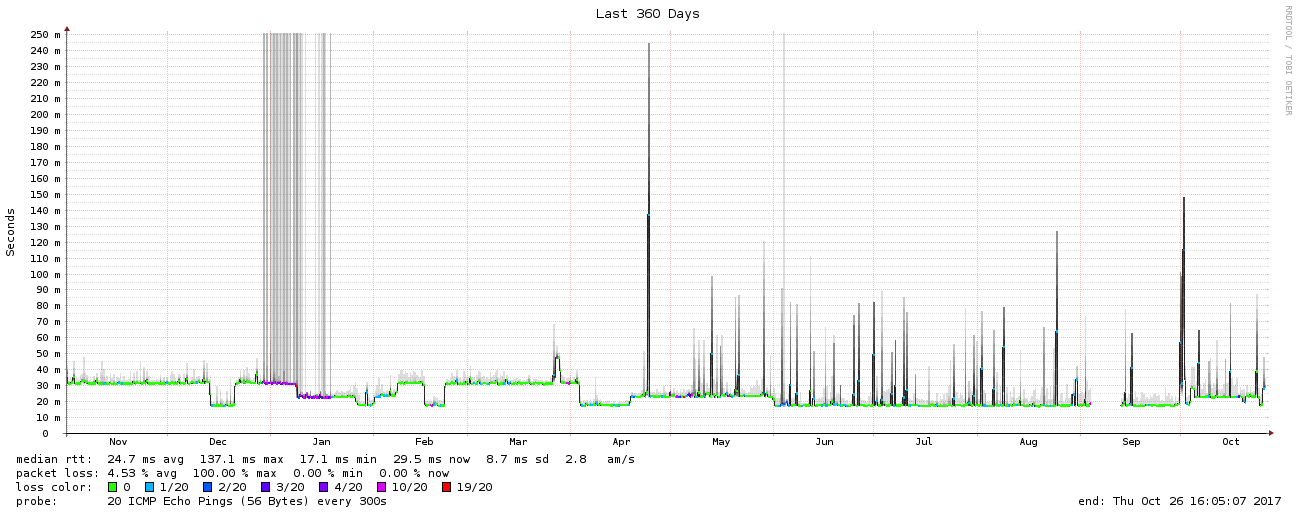 Last 360 Days
RRDTOOL / TOBI OETIKER
Seconds
250 m
240 m
230 m
220 m
210 m
200 m
190 m
180 m
170 m
160 m
150 m
140 m
130 m
120 m
110 m
100 m
90 m
80 m
70 m
60 m
50 m
40 m
30 m
20 m
10 m
0
Nov Dec Jan Feb Mar Apr May Jun Jul Aug Sep Oct
median rtt: 24.7 ms avg 137.1 ms max 17.1 ms min 29.5 ms now 8.7 ms sd 2.8 am/s
packet loss: 4.53 % avg 100.00 % max 0.00 % min 0.00 % now
loss color: 0 1/20 2/20 3/20 4/20 10/20 19/20
probe: 20 ICMP Echo Pings (56 Bytes) every 300s end: Thu Oct 26 16:05:07 2017